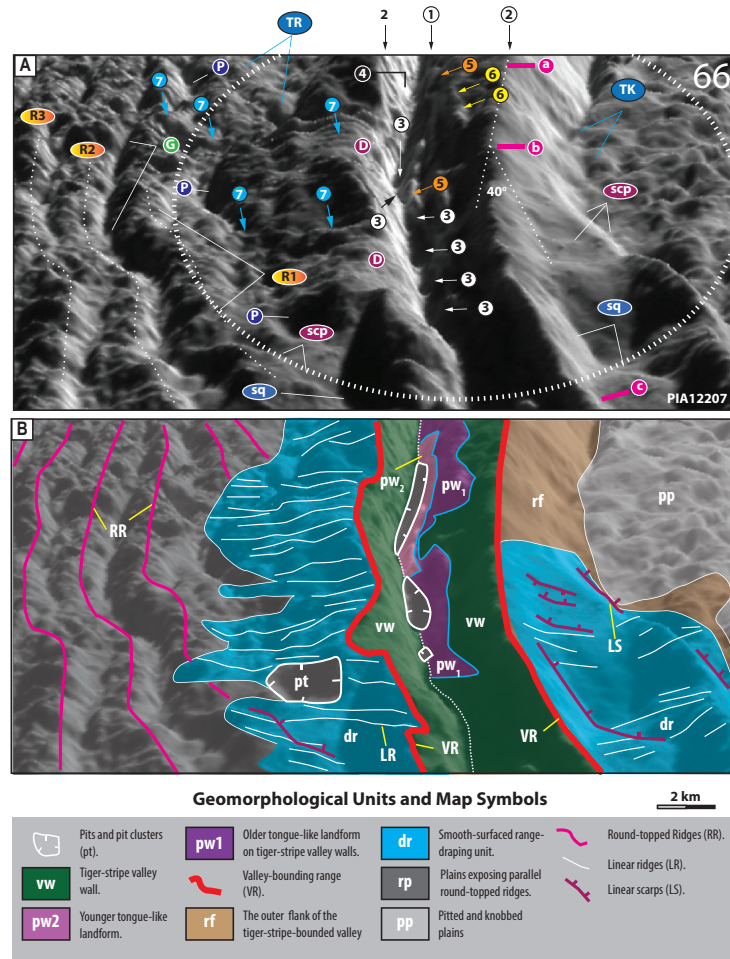 TR
2
1
2
A
P
4
5
a
66
7
6
TK
R3
7
7
6
R2
G
3
D
b
P
7
7
5
scp
40°
3
3
3
R1
D
3
3
P
scp
sq
sq
c
PIA12207
B
pw2
pw1
rf
pp
RR
vw
vw
LS
pw1
pt
dr
LR
VR
VR
dr
Geomorphological Units and Map Symbols
2 km
Pits and pit clusters
(pt).
pw1
Older tongue-like landform
on tiger-stripe valley walls.
dr
Smooth-surfaced range-
draping unit.
Round-topped Ridges (RR).
vw
Tiger-stripe valley
wall.
Valley-bounding range
(VR).
rp
Plains exposing parallel
round-topped ridges.
Linear ridges (LR).
Linear scarps (LS).
pw2
Younger tongue-like
landform.
rf
The outer flank of the
tiger-stripe-bounded valley
pp
Pitted and knobbed
plains